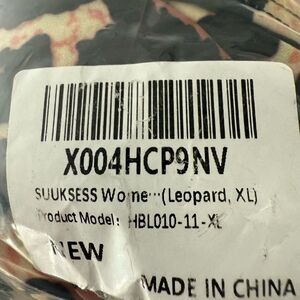 X004HCP9NV
SUUKSESS Wome···(Leopard, XL)
Product Model: HBL010-11-XL
NEW
MADE IN CHINA